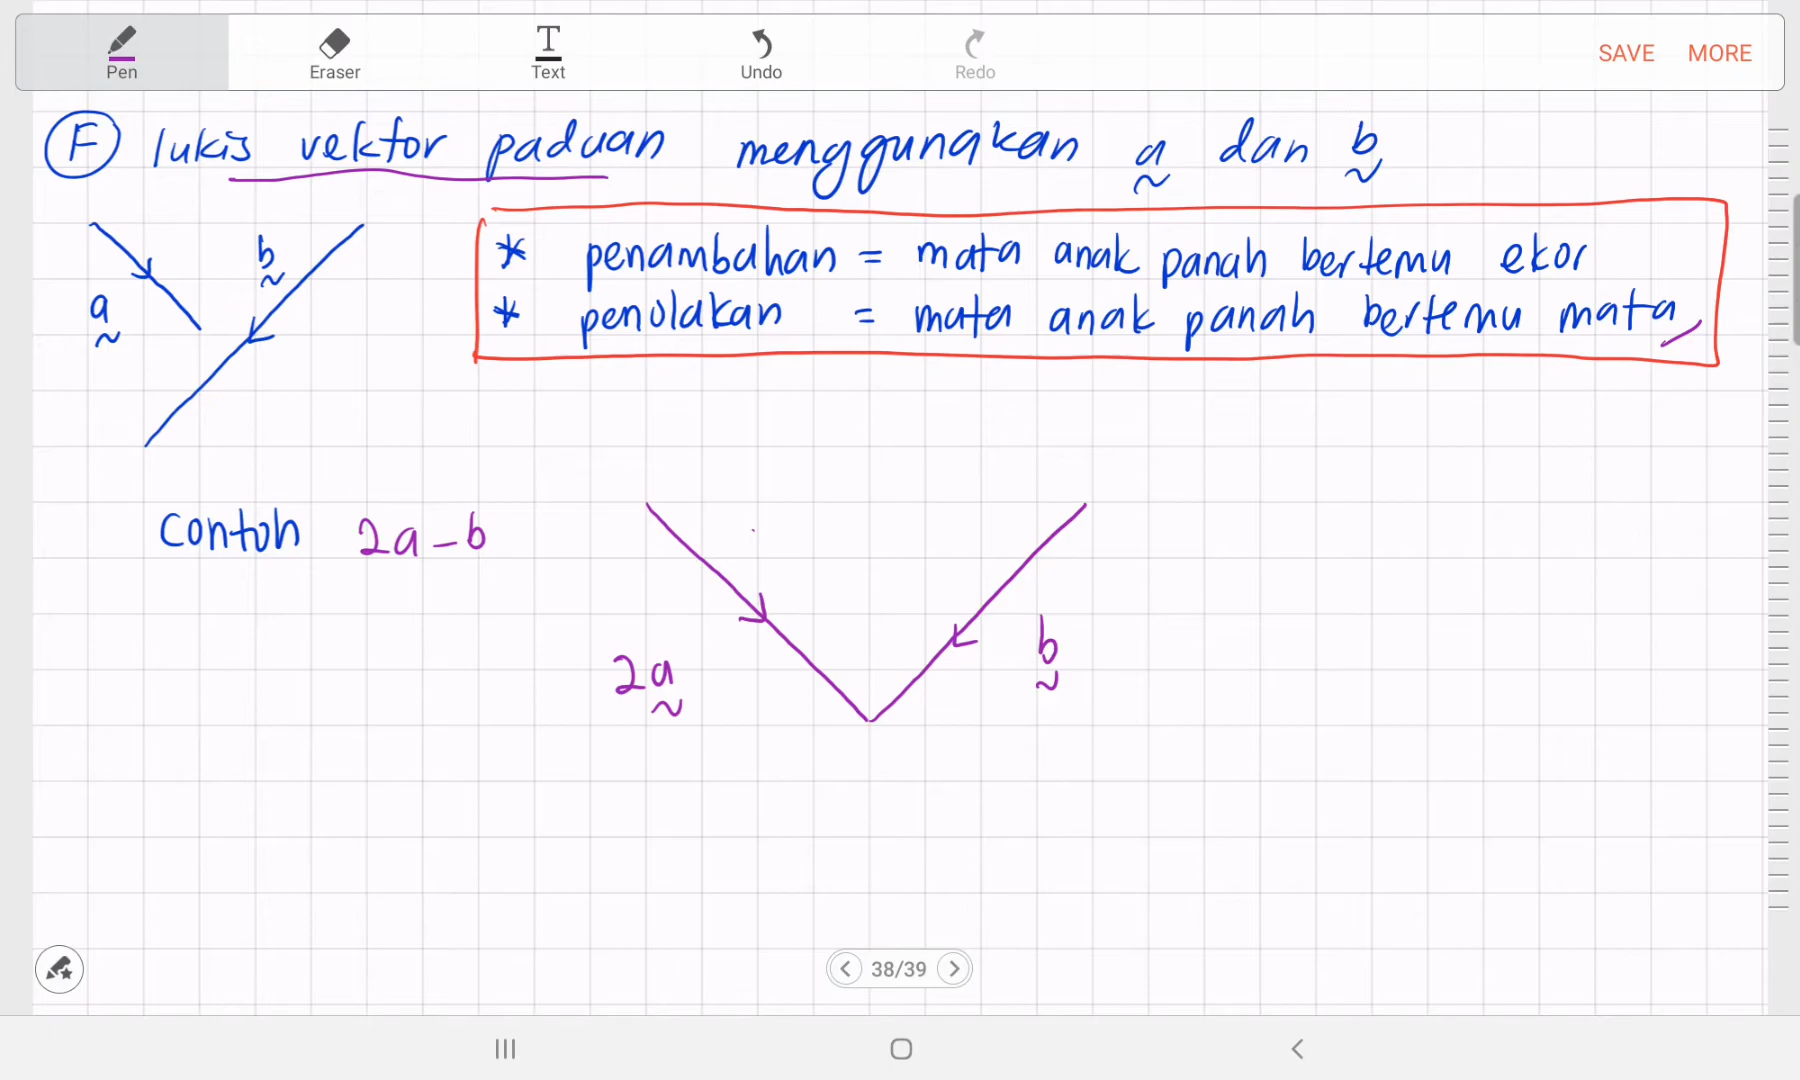 Pen Eraser Text Undo Redo SAVE MORE
F lukis vektor paduan menggunakan a dan b
* penambahan = mata anak panah bertemu ekor
* penolakan = mata anak panah bertemu mata
a
b
Contoh 2a - b
2a
b
38/39